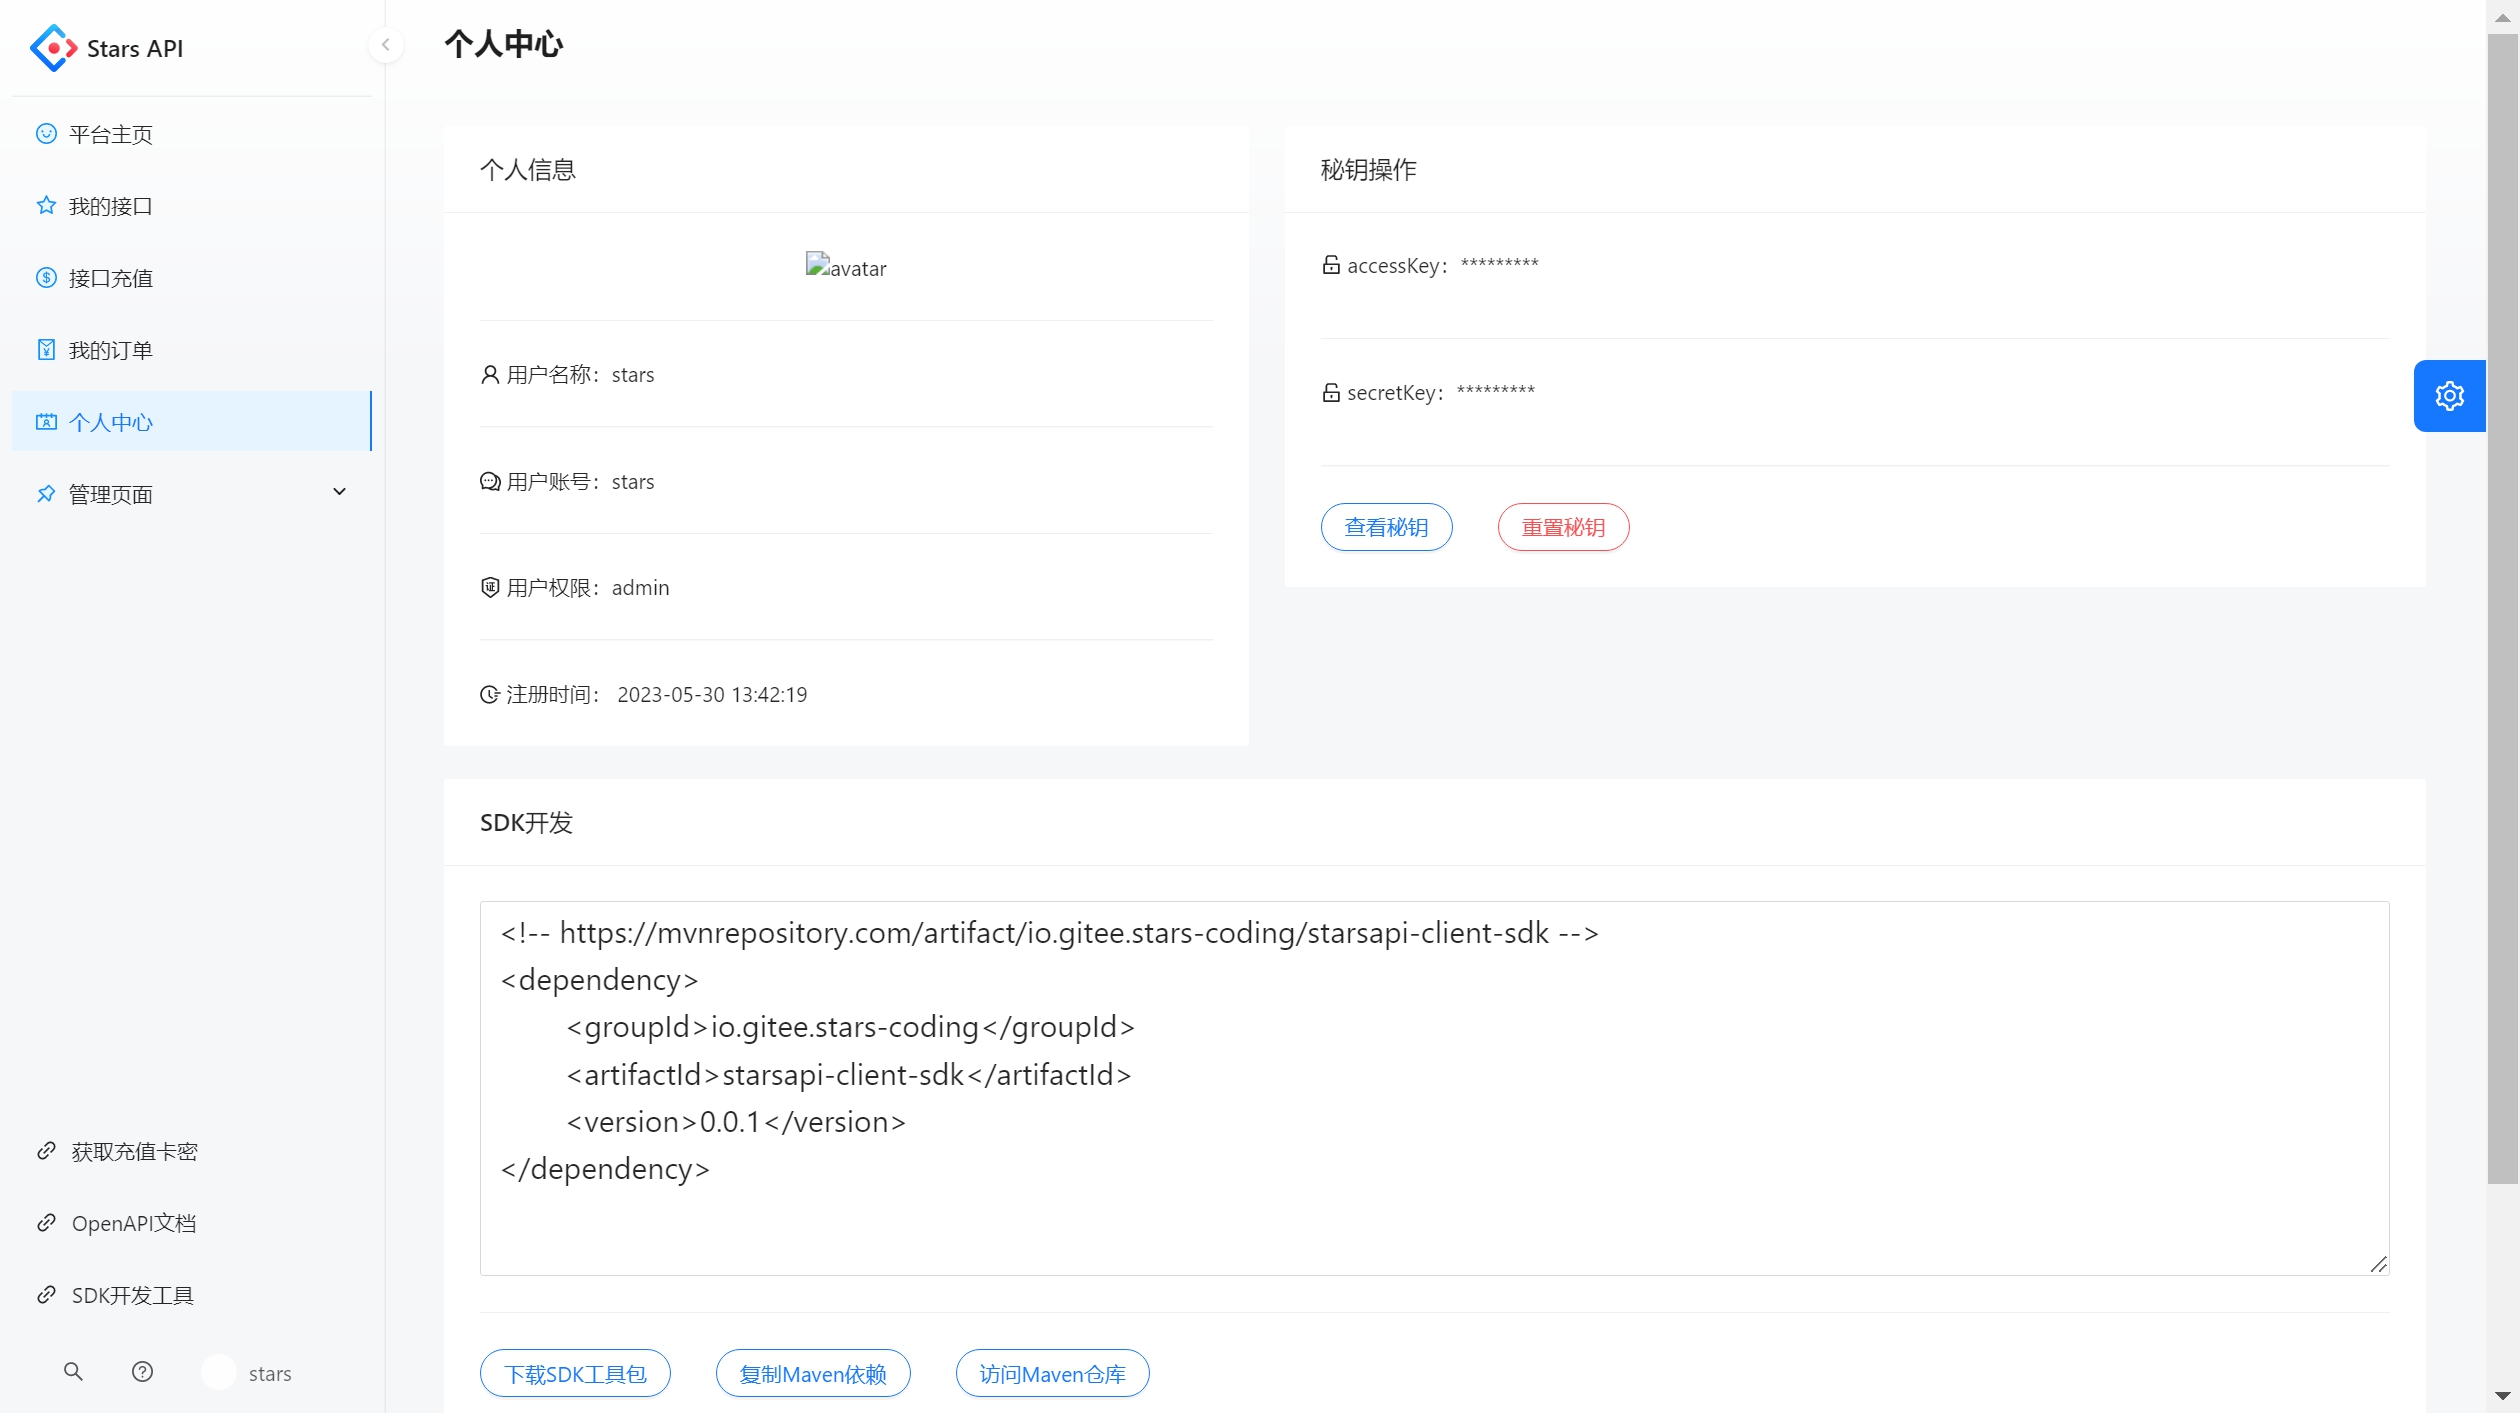 Stars API
平台主页
我的接口
接口充值
我的订单
个人中心
管理页面
获取充值卡密
OpenAPI文档
SDK开发工具
stars
个人中心
个人信息
avatar
用户名称： stars
用户账号： stars
用户权限： admin
注册时间： 2023-05-30 13:42:19
秘钥操作
accessKey： *********
secretKey： *********
查看秘钥
重置秘钥
SDK开发
<!-- https://mvnrepository.com/artifact/io.gitee.stars-coding/starsapi-client-sdk -->
<dependency>
<groupId>io.gitee.stars-coding</groupId>
<artifactId>starsapi-client-sdk</artifactId>
<version>0.0.1</version>
</dependency>
下载SDK工具包
复制Maven依赖
访问Maven仓库